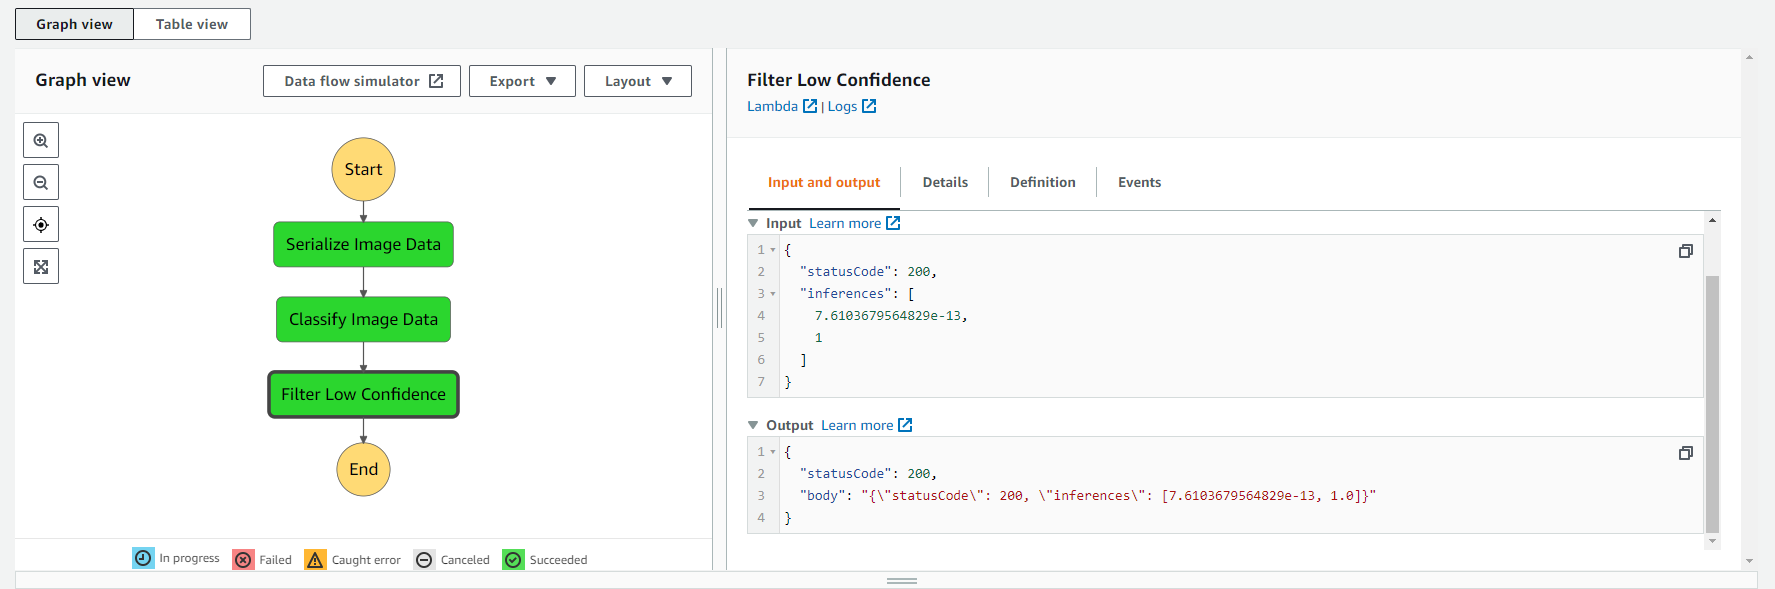 Graph view Table view
Graph view Data flow simulator Export Layout
Start
Serialize Image Data
Classify Image Data
Filter Low Confidence
End
In progress Failed Caught error Canceled Succeeded
Filter Low Confidence
Lambda | Logs
Input and output Details Definition Events
Input Learn more
1 {
2 "statusCode": 200,
3 "inferences": [
4 7.6103679564829e-13,
5 1
6 ]
7 }
Output Learn more
1 {
2 "statusCode": 200,
3 "body": "{\"statusCode\": 200, \"inferences\": [7.6103679564829e-13, 1.0]}"
4 }